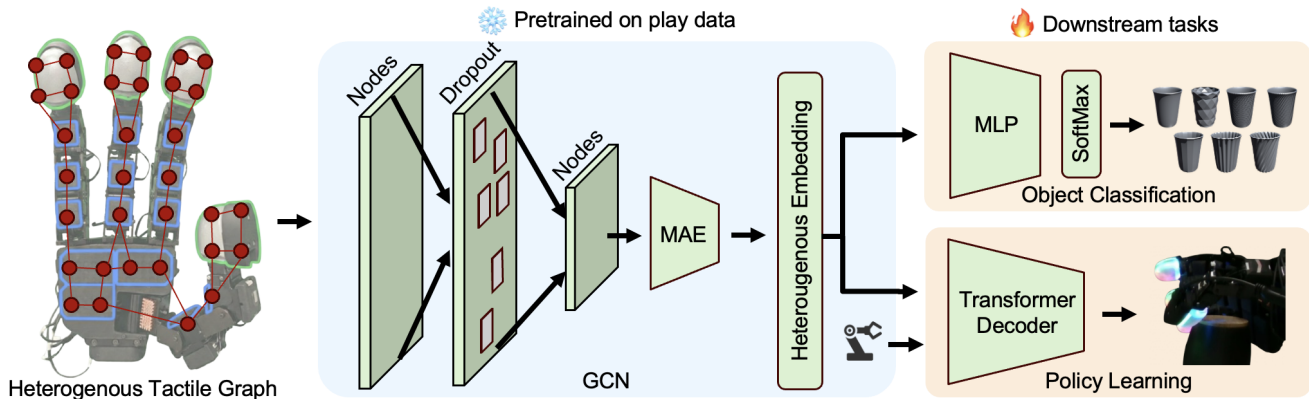 Pretrained on play data
Downstream tasks
Nodes
Dropout
Nodes
MAE
Heterougenous Embedding
GCN
MLP
SoftMax
Object Classification
Transformer
Decoder
Policy Learning
Heterogenous Tactile Graph